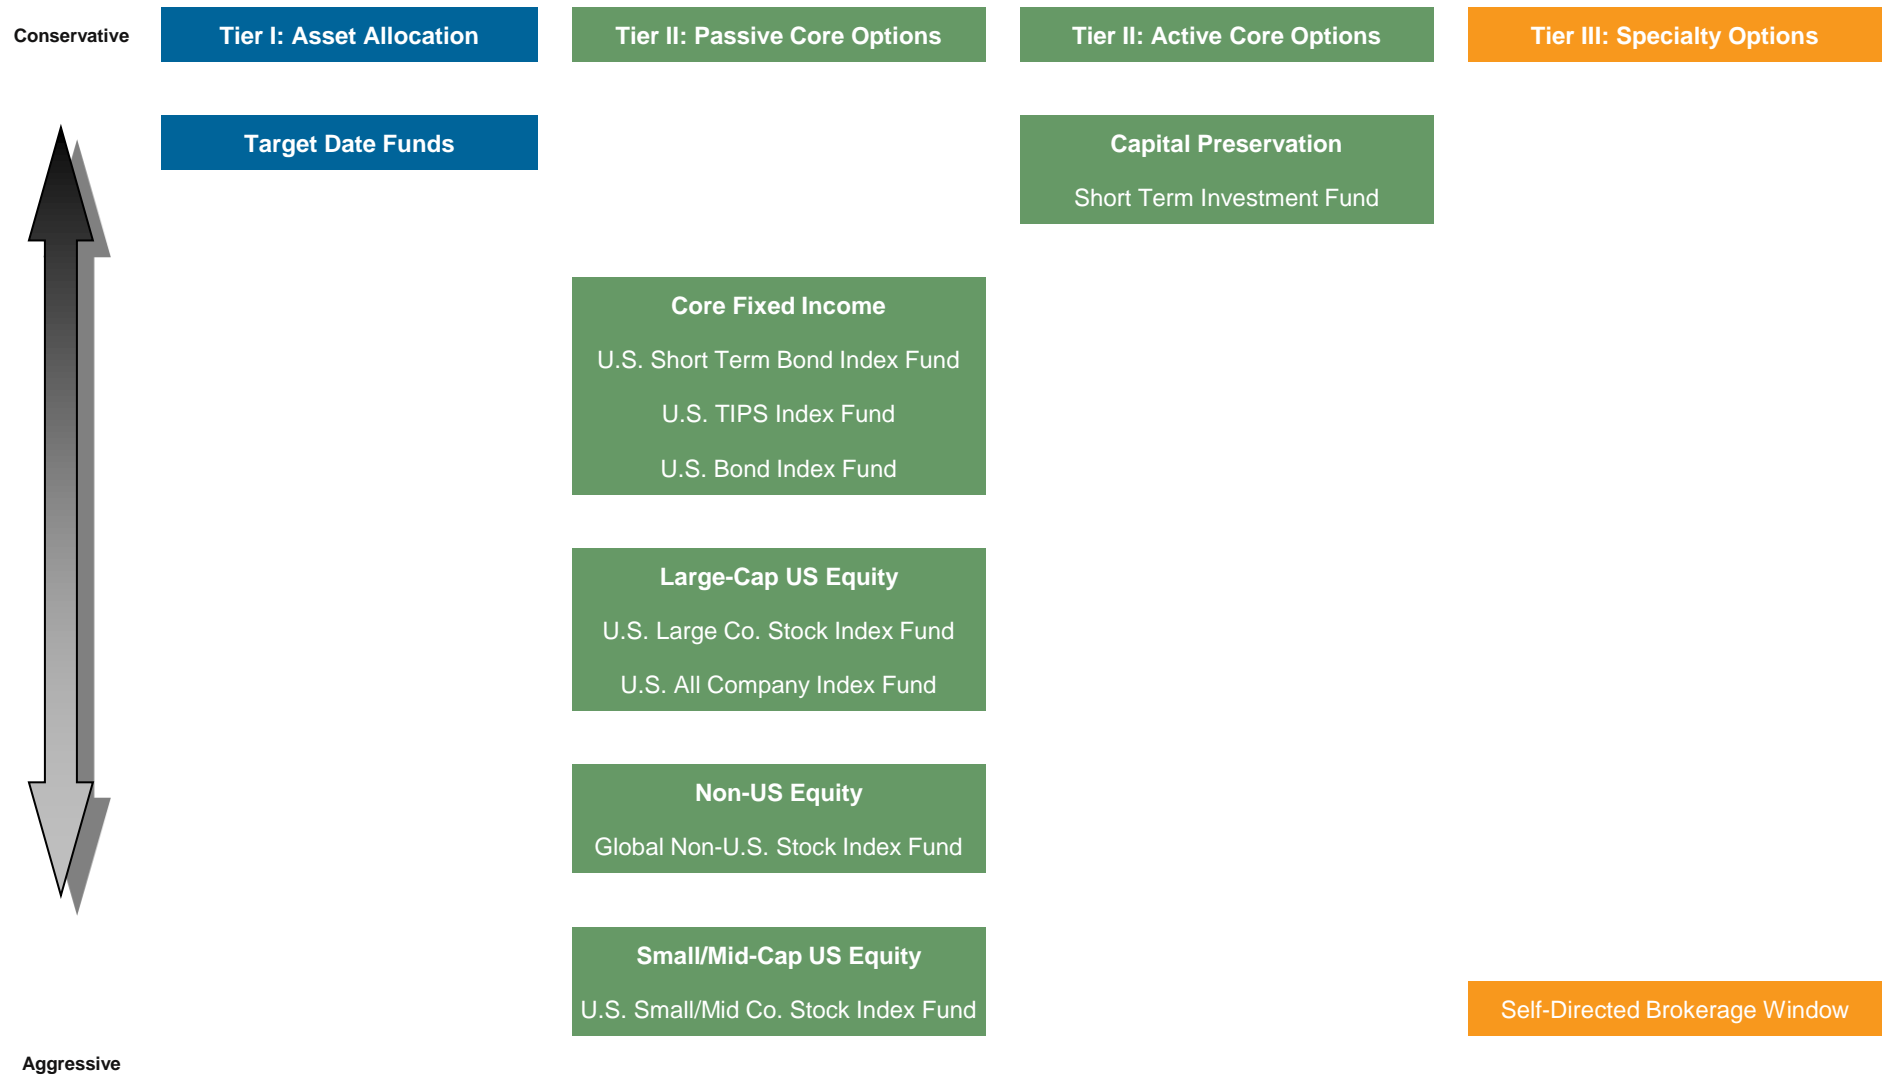 Conservative
Tier I: Asset Allocation
Tier II: Passive Core Options
Tier II: Active Core Options
Tier III: Specialty Options
Target Date Funds
Capital Preservation
Short Term Investment Fund
Core Fixed Income
U.S. Short Term Bond Index Fund
U.S. TIPS Index Fund
U.S. Bond Index Fund
Large-Cap US Equity
U.S. Large Co. Stock Index Fund
U.S. All Company Index Fund
Non-US Equity
Global Non-U.S. Stock Index Fund
Small/Mid-Cap US Equity
U.S. Small/Mid Co. Stock Index Fund
Self-Directed Brokerage Window
Aggressive